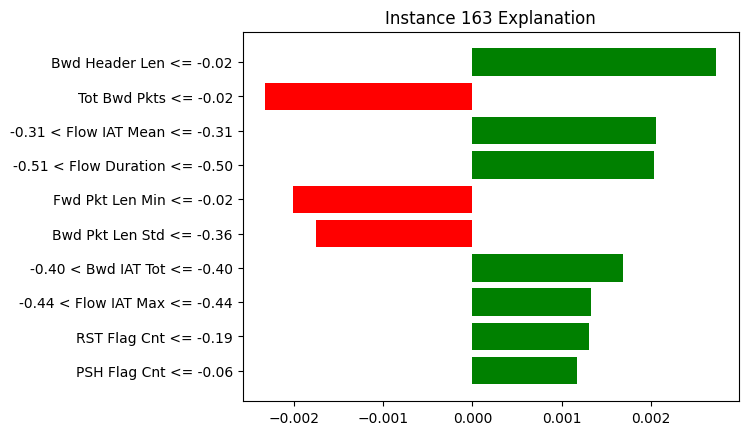 Instance 163 Explanation
Bwd Header Len <= -0.02
Tot Bwd Pkts <= -0.02
-0.31 < Flow IAT Mean <= -0.31
-0.51 < Flow Duration <= -0.50
Fwd Pkt Len Min <= -0.02
Bwd Pkt Len Std <= -0.36
-0.40 < Bwd IAT Tot <= -0.40
-0.44 < Flow IAT Max <= -0.44
RST Flag Cnt <= -0.19
PSH Flag Cnt <= -0.06
−0.002 −0.001 0.000 0.001 0.002